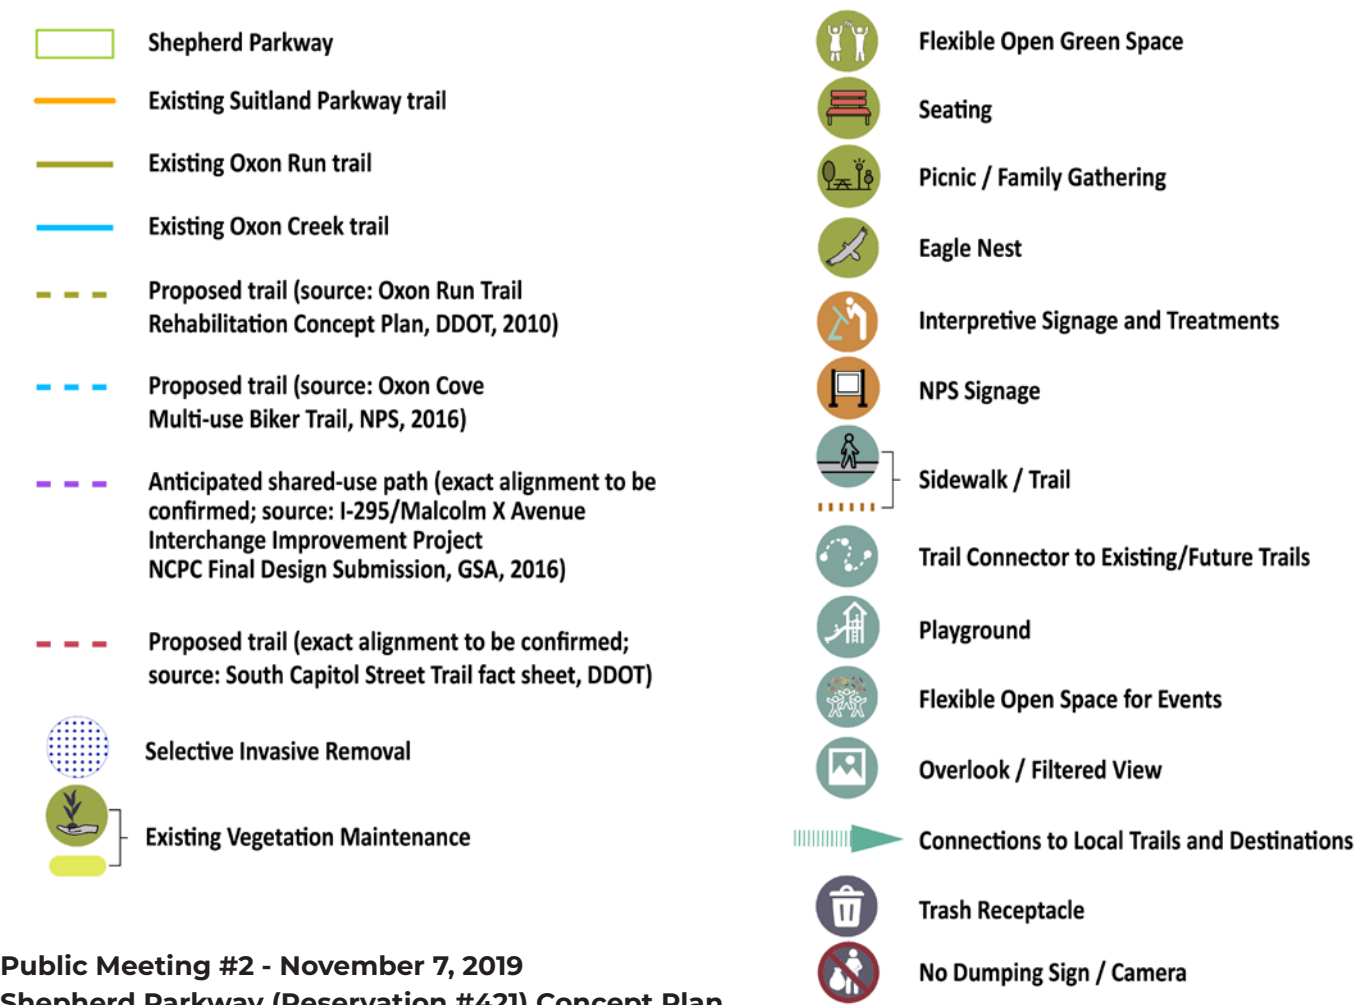 Shepherd Parkway
Existing Suitland Parkway trail
Existing Oxon Run trail
Existing Oxon Creek trail
Proposed trail (source: Oxon Run Trail
Rehabilitation Concept Plan, DDOT, 2010)
Proposed trail (source: Oxon Cove
Multi-use Biker Trail, NPS, 2016)
Anticipated shared-use path (exact alignment to be
confirmed; source: I-295/Malcolm X Avenue
Interchange Improvement Project
NCPC Final Design Submission, GSA, 2016)
Proposed trail (exact alignment to be confirmed;
source: South Capitol Street Trail fact sheet, DDOT)
Selective Invasive Removal
Existing Vegetation Maintenance
Flexible Open Green Space
Seating
Picnic / Family Gathering
Eagle Nest
Interpretive Signage and Treatments
NPS Signage
Sidewalk / Trail
Trail Connector to Existing/Future Trails
Playground
Flexible Open Space for Events
Overlook / Filtered View
Connections to Local Trails and Destinations
Trash Receptacle
No Dumping Sign / Camera
Public Meeting #2 - November 7, 2019
Shepherd Parkway (Reservation #421) Concept Plan